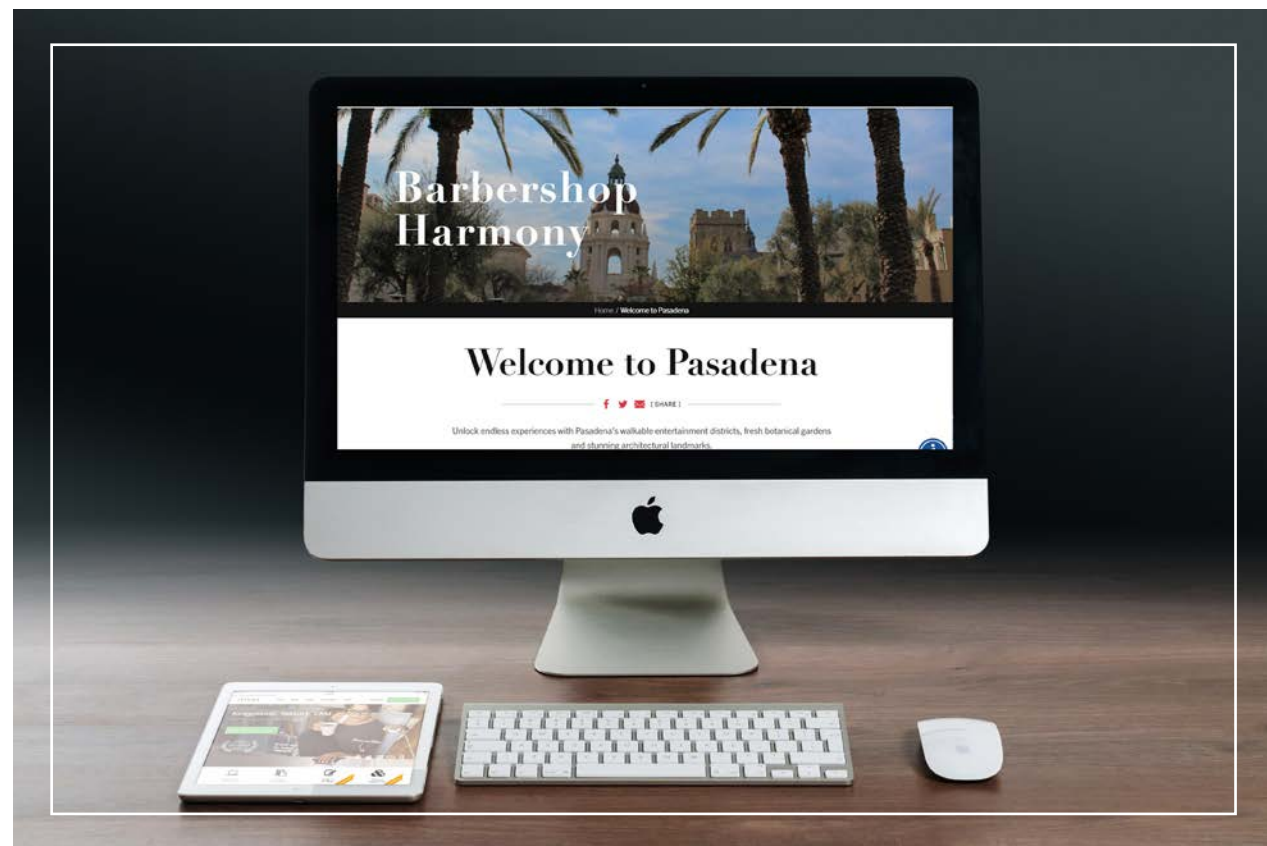 Barbershop
Harmony
Home / Welcome to Pasadena
Welcome to Pasadena
[SHARE]
Unlock endless experiences with Pasadena's walkable entertainment districts, fresh botanical gardens
and stunning architectural landmarks.